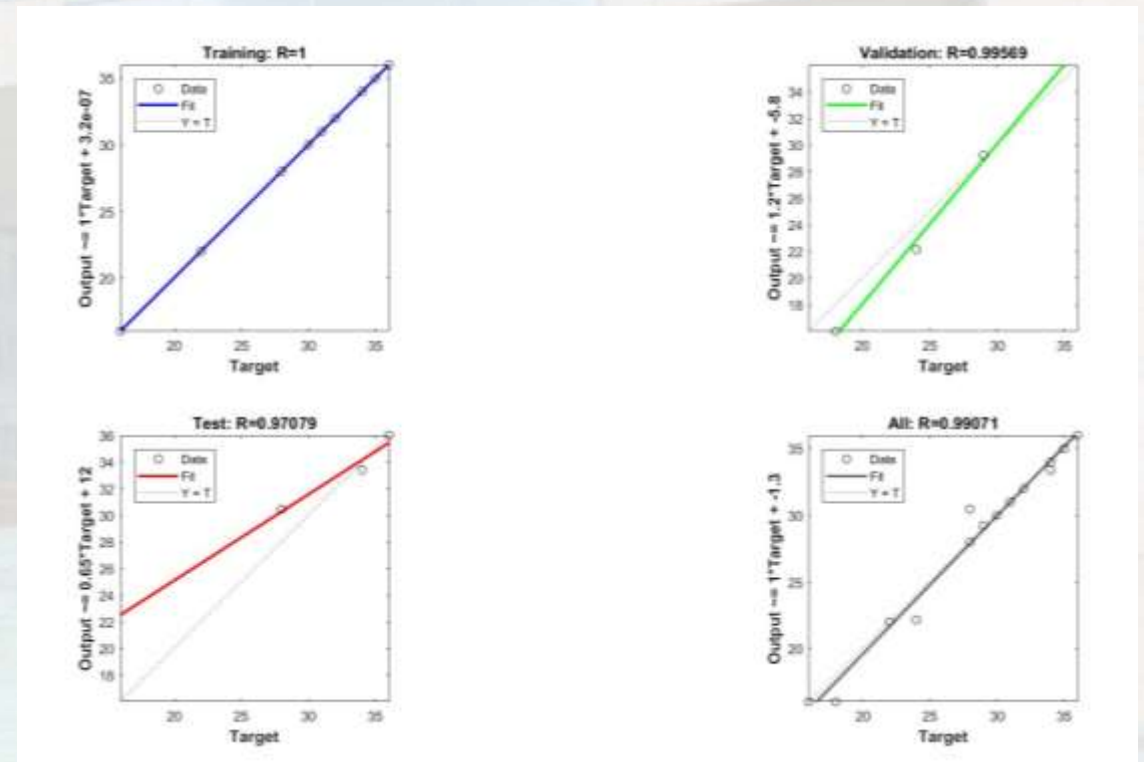 Training: R=1
Output ~= 1*Target + 3.2e-07
Data
Fit
Y = T
35
30
25
20
20 25 30 35
Target
Validation: R=0.99569
Output ~= 1.2*Target + -5.8
Data
Fit
Y = T
34
32
30
28
26
24
22
20
18
20 25 30 35
Target
Test: R=0.97079
Output ~= 0.65*Target + 12
Data
Fit
Y = T
36
34
32
30
28
26
24
22
20
18
20 25 30 35
Target
All: R=0.99071
Output ~= 1*Target + -1.3
Data
Fit
Y = T
35
30
25
20
20 25 30 35
Target